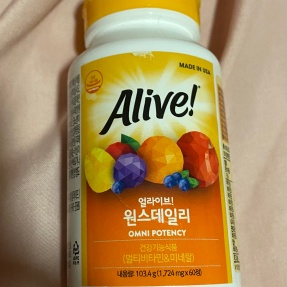 MADE IN USA
Alive!
얼라이브!
원스데일리
OMNI POTENCY
건강기능식품
(멀티비타민&미네랄)
내용량: 103.4 g (1,724 mg x 60정)